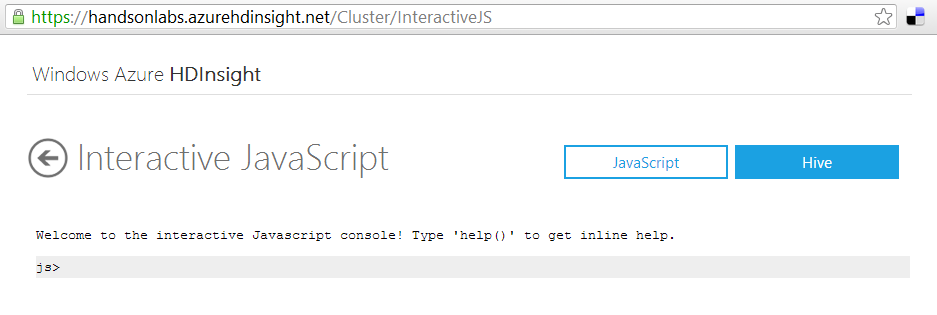 https://handsonlabs.azurehdinsight.net/Cluster/InteractiveJS
Windows Azure HDInsight
Interactive JavaScript
JavaScript
Hive
Welcome to the interactive Javascript console! Type 'help()' to get inline help.
js>